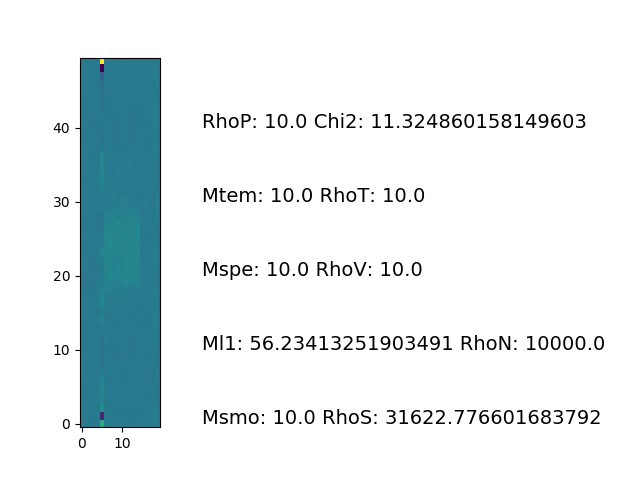 RhoP: 10.0 Chi2: 11.324860158149603
40
Mtem: 10.0 RhoT: 10.0
30
Mspe: 10.0 RhoV: 10.0
20
Ml1: 56.23413251903491 RhoN: 10000.0
10
Msmo: 10.0 RhoS: 31622.776601683792
0
0 10